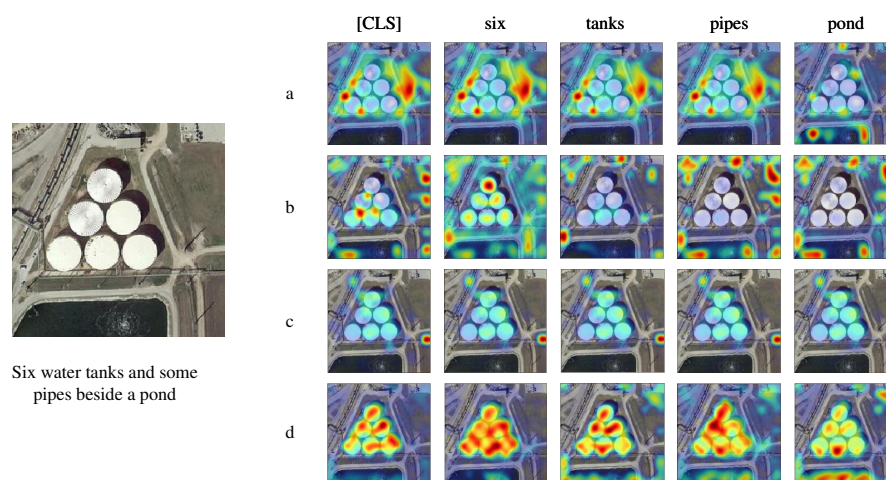 [CLS] six tanks pipes pond
a
b
c
Six water tanks and some
pipes beside a pond
d